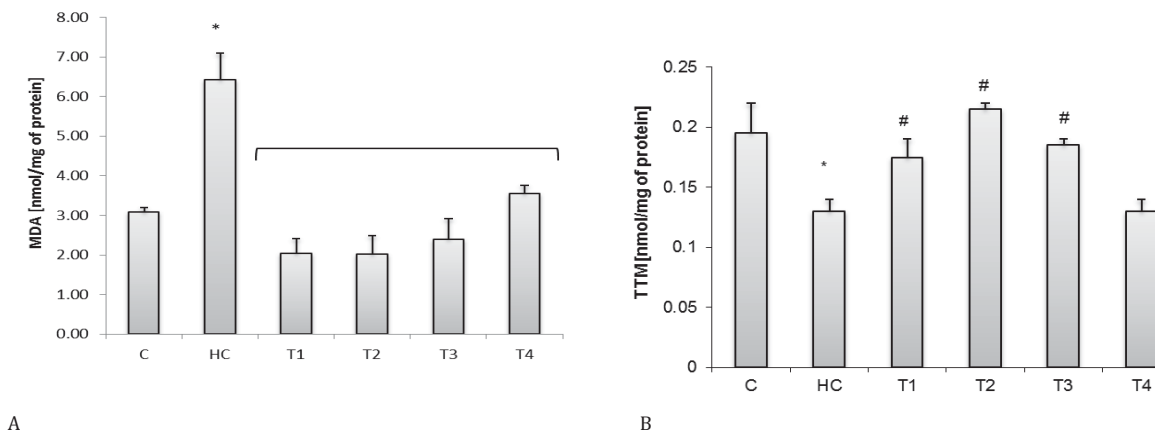 8.00
7.00
6.00
5.00
4.00
3.00
2.00
1.00
0.00
MDA [nmol/mg of protein]
*
C HC T1 T2 T3 T4
A
0.25
0.2
0.15
0.1
0.05
0
TTM[nmol/mg of protein]
* # # #
C HC T1 T2 T3 T4
B